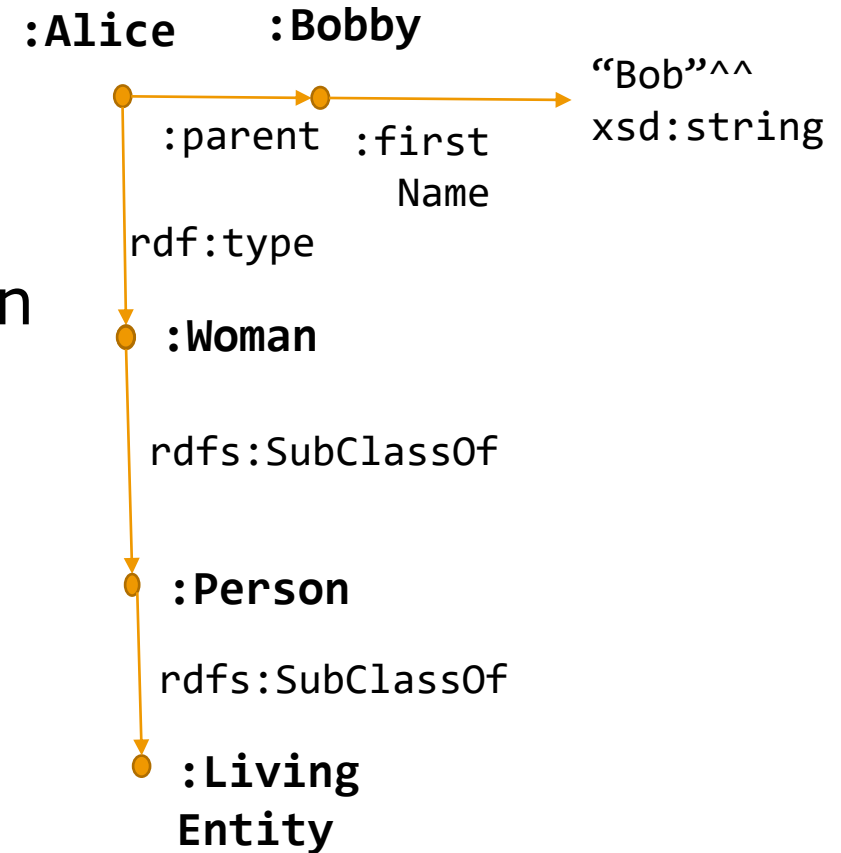 :Alice
:Bobby
“Bob”^^
xsd:string
:parent
:first
Name
rdf:type
n
:Woman
rdfs:SubClassOf
:Person
rdfs:SubClassOf
:Living
Entity